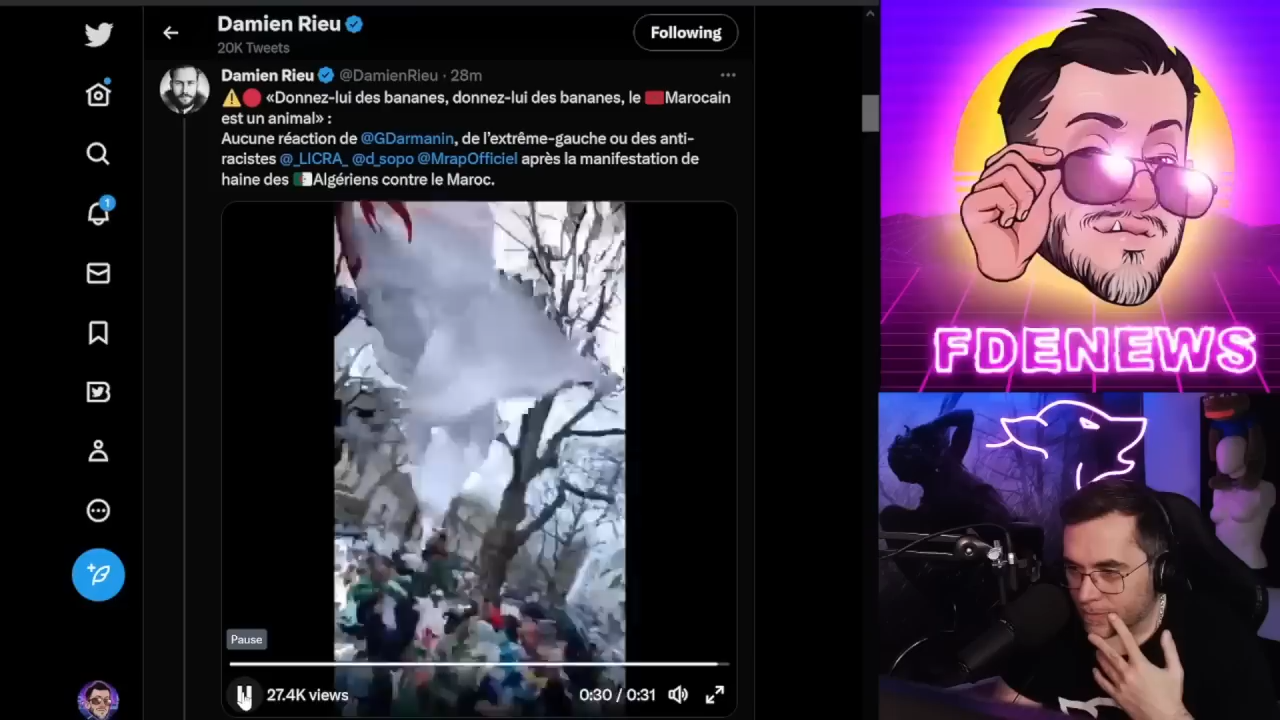 Damien Rieu
20K Tweets
Following
Damien Rieu @DamienRieu · 28m
«Donnez-lui des bananes, donnez-lui des bananes, le Marocain
est un animal» :
Aucune réaction de @GDarmanin, de l'extrême-gauche ou des anti-
racistes @_LICRA_ @d_sopo @MrapOfficiel après la manifestation de
haine des Algériens contre le Maroc.
1
Pause
27.4K views
0:30 / 0:31
FDENEWS